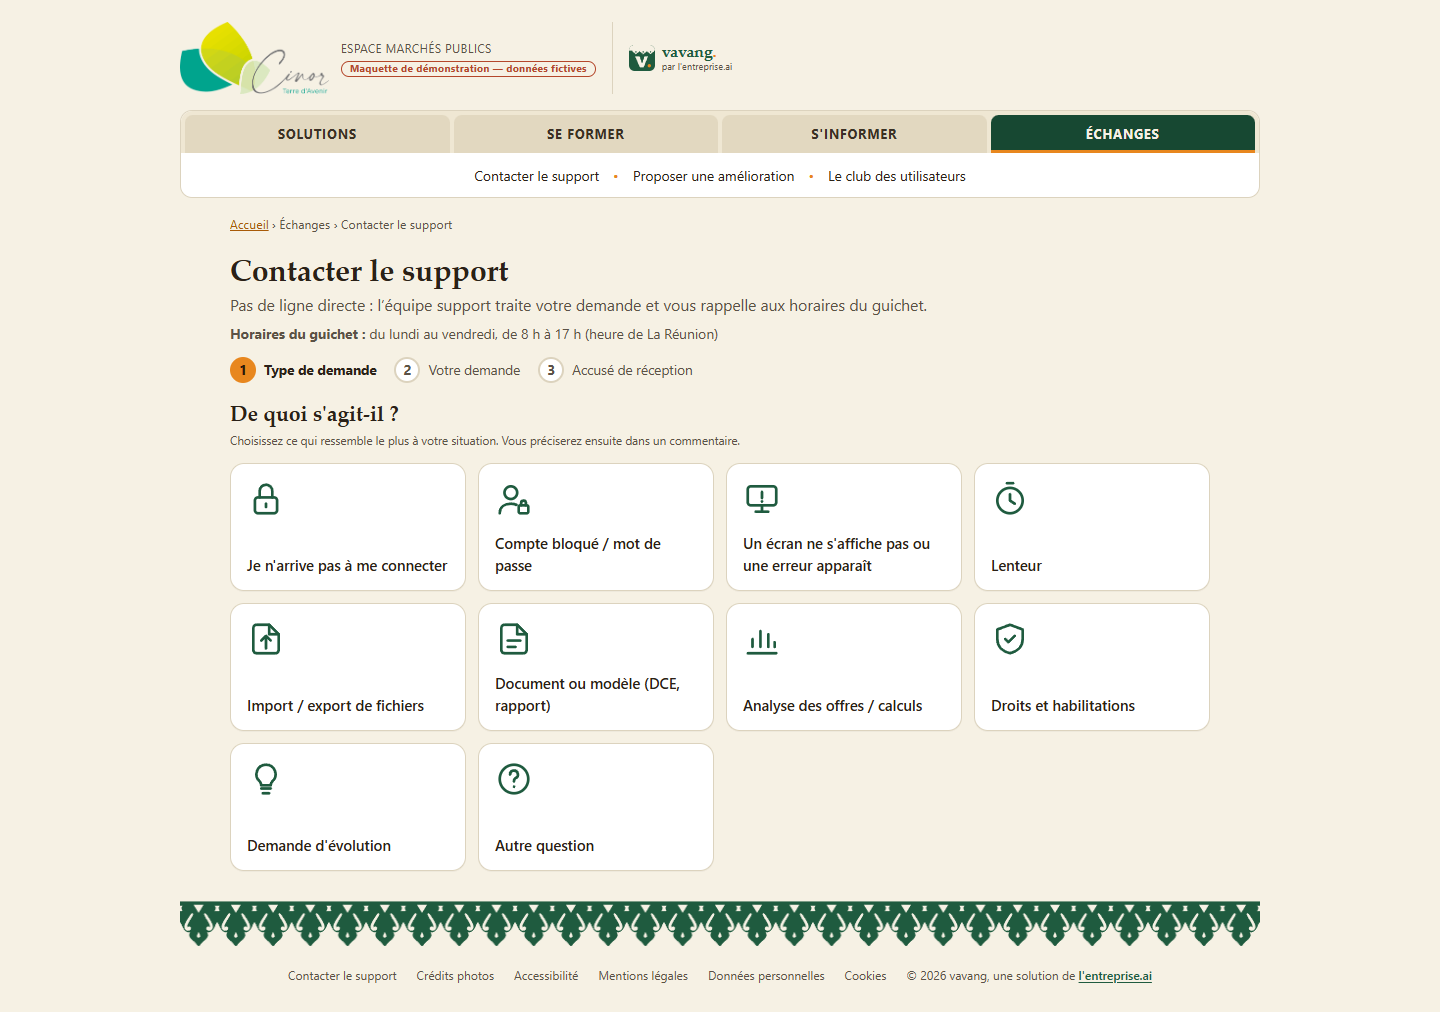 Cinor
Terre d'Avenir
ESPACE MARCHÉS PUBLICS
Maquette de démonstration — données fictives
vavang.
par l'entreprise.ai
SOLUTIONS
SE FORMER
S'INFORMER
ÉCHANGES
Contacter le support • Proposer une amélioration • Le club des utilisateurs
Accueil › Échanges › Contacter le support
Contacter le support
Pas de ligne directe : l'équipe support traite votre demande et vous rappelle aux horaires du guichet.
Horaires du guichet : du lundi au vendredi, de 8 h à 17 h (heure de La Réunion)
1 Type de demande 2 Votre demande 3 Accusé de réception
De quoi s'agit-il ?
Choisissez ce qui ressemble le plus à votre situation. Vous préciserez ensuite dans un commentaire.
Je n'arrive pas à me connecter
Compte bloqué / mot de
passe
Un écran ne s'affiche pas ou
une erreur apparaît
Lenteur
Import / export de fichiers
Document ou modèle (DCE,
rapport)
Analyse des offres / calculs
Droits et habilitations
Demande d'évolution
Autre question
Contacter le support Crédits photos Accessibilité Mentions légales Données personnelles Cookies © 2026 vavang, une solution de l'entreprise.ai